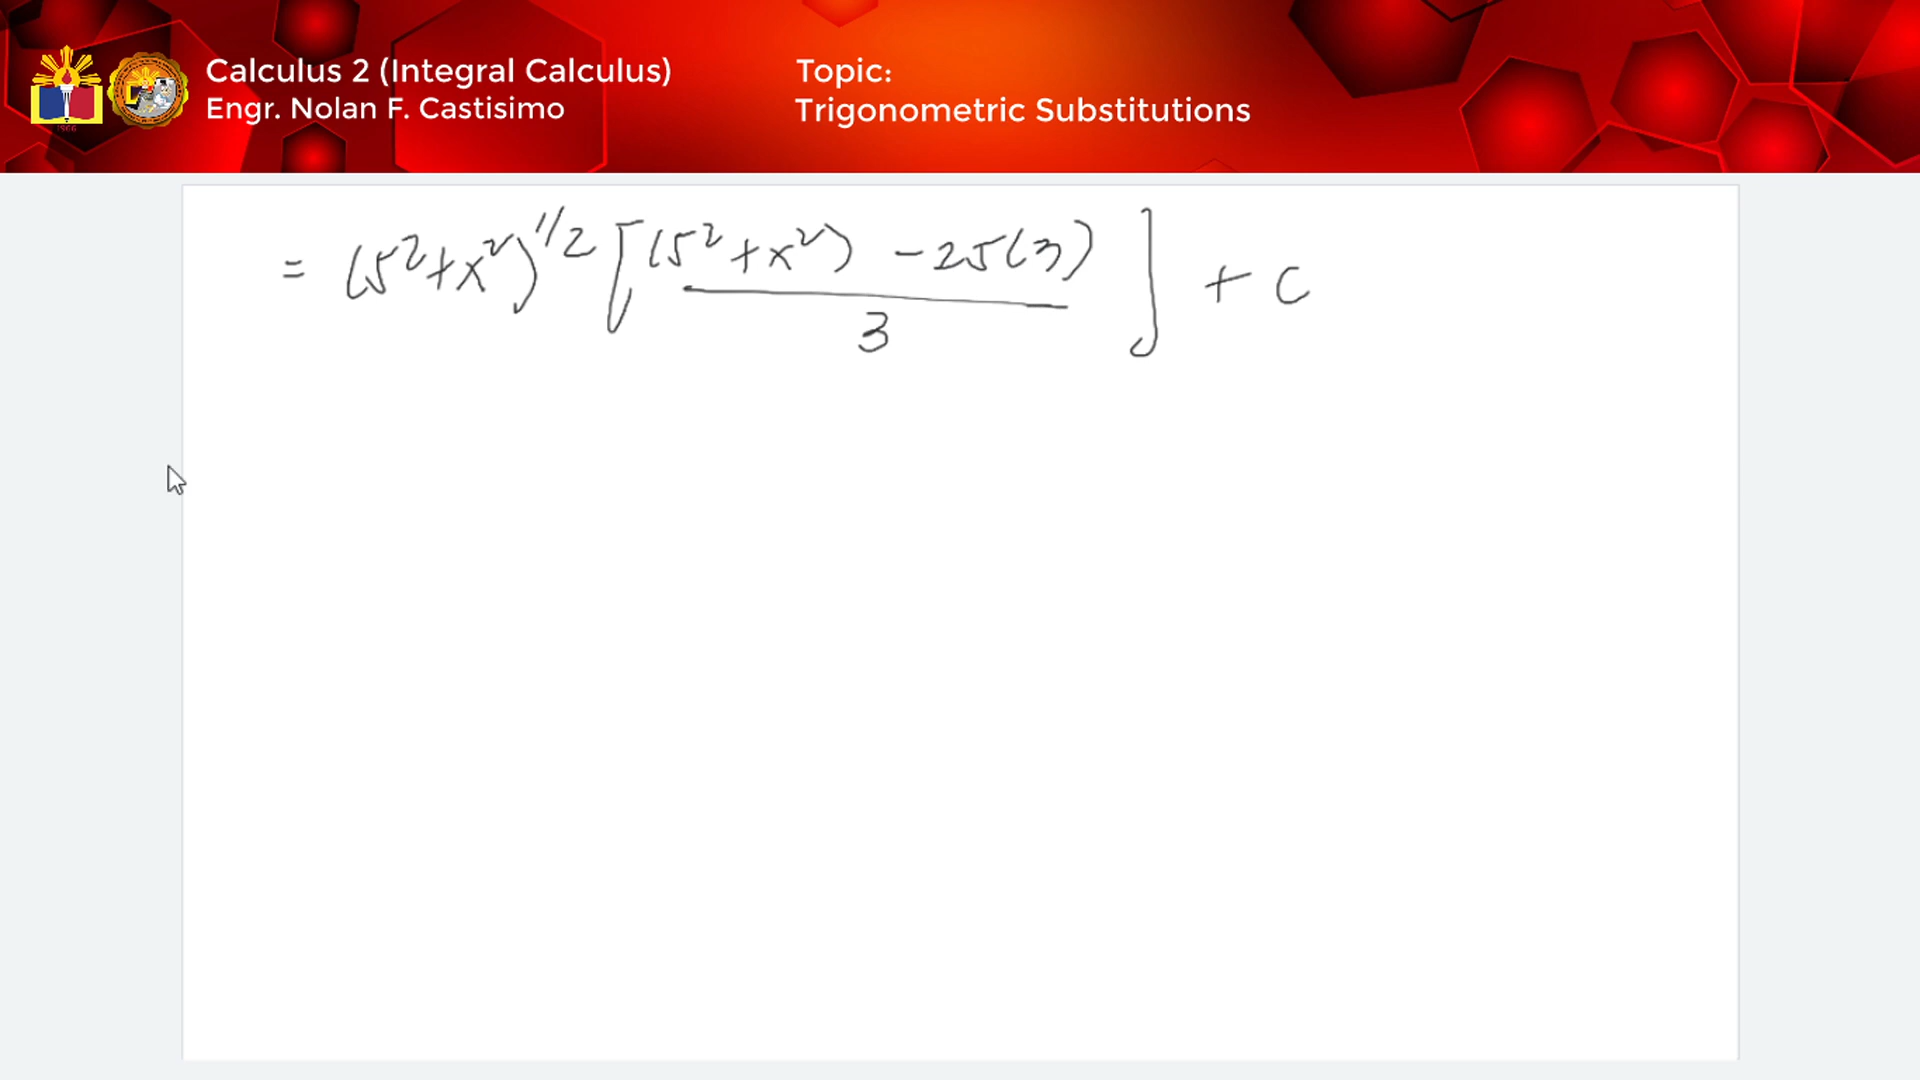 Calculus 2 (Integral Calculus)
Engr. Nolan F. Castisimo
Topic:
Trigonometric Substitutions
1966
= (5²+x²)^1/2 [ ((5²+x²) - 25(3)) / 3 ] + C